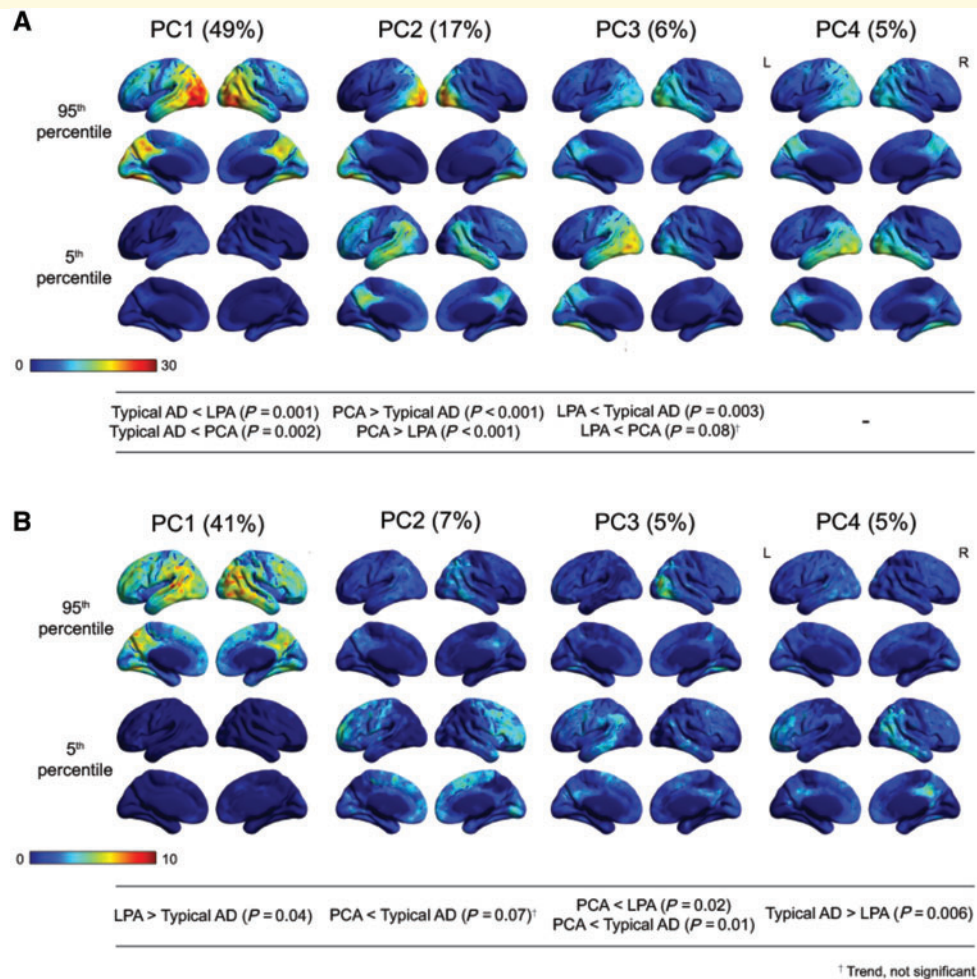 A
PC1 (49%) PC2 (17%) PC3 (6%) PC4 (5%)
L R
95th
percentile
5th
percentile
0 30
Typical AD < LPA (P = 0.001) PCA > Typical AD (P < 0.001) LPA < Typical AD (P = 0.003) -
Typical AD < PCA (P = 0.002) PCA > LPA (P < 0.001) LPA < PCA (P = 0.08)†
B
PC1 (41%) PC2 (7%) PC3 (5%) PC4 (5%)
L R
95th
percentile
5th
percentile
0 10
LPA > Typical AD (P = 0.04) PCA < Typical AD (P = 0.07)† PCA < LPA (P = 0.02) Typical AD > LPA (P = 0.006)
PCA < Typical AD (P = 0.01)
† Trend, not significant